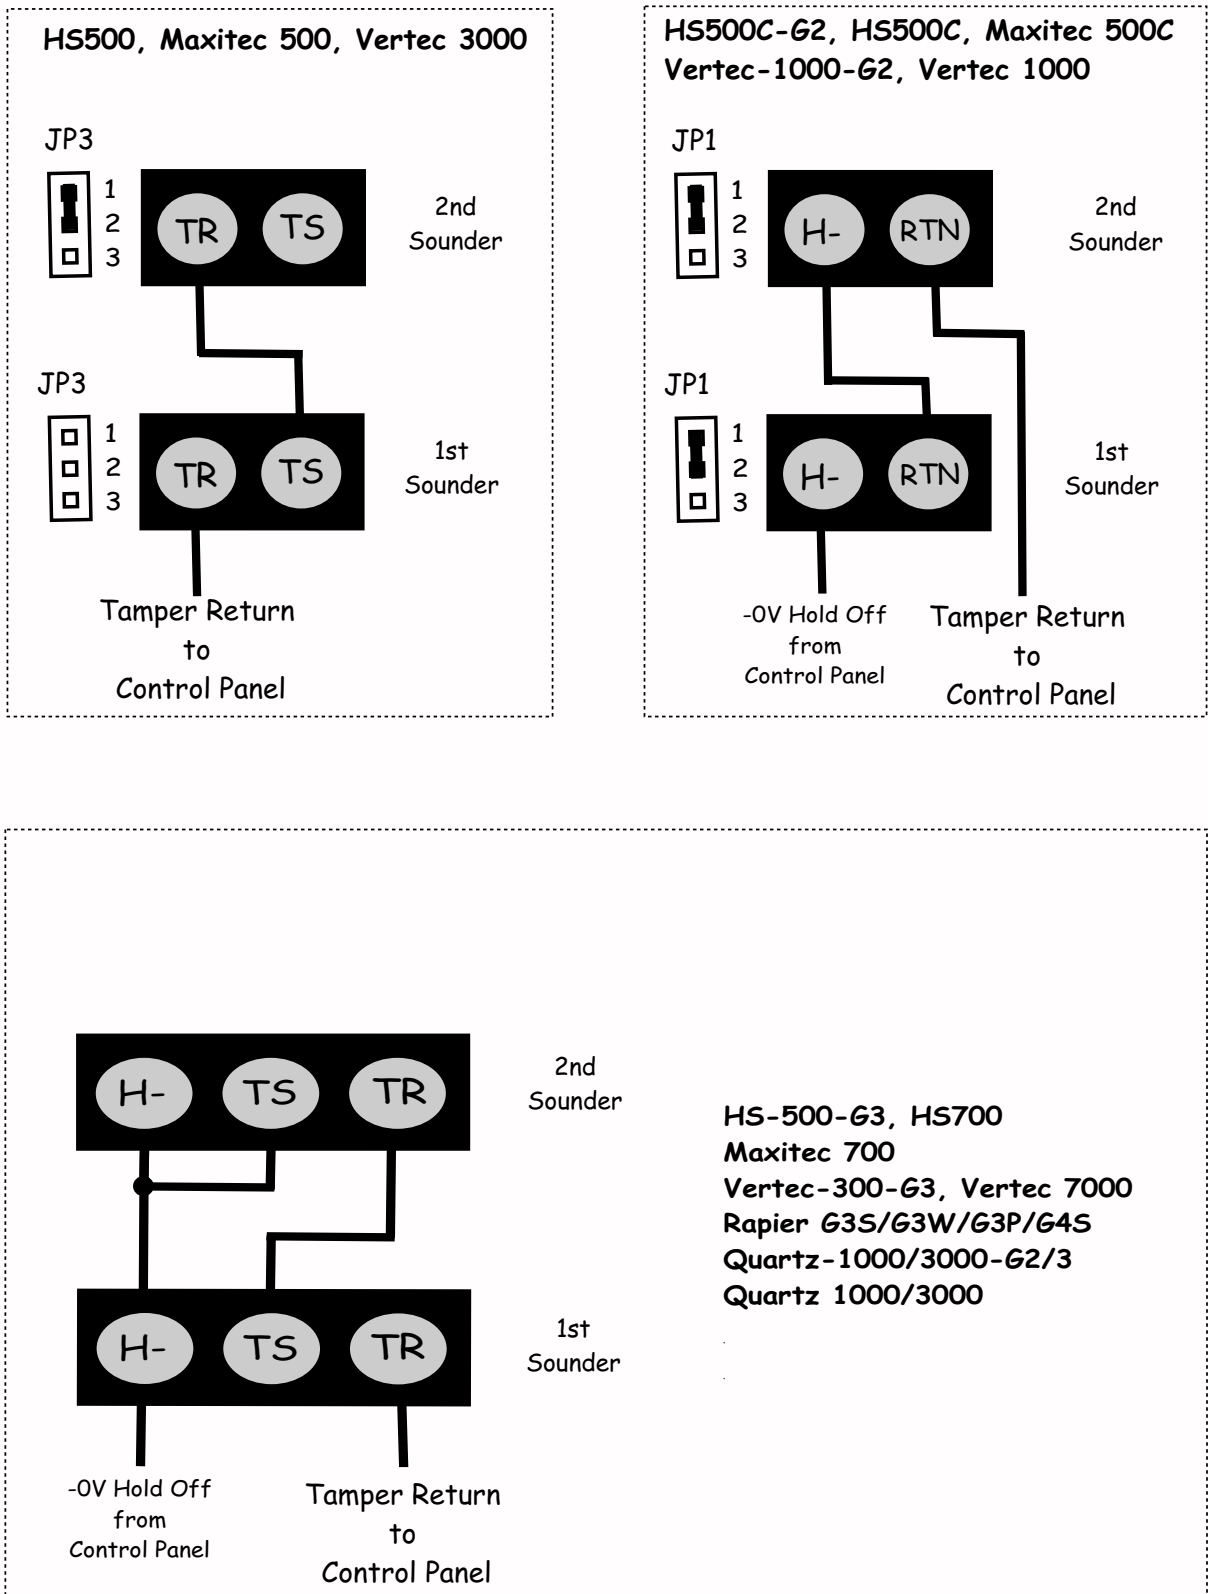 HS500, Maxitec 500, Vertec 3000
JP3
1
2
3
TR TS
2nd
Sounder
JP3
1
2
3
TR TS
1st
Sounder
Tamper Return
to
Control Panel
HS500C-G2, HS500C, Maxitec 500C
Vertec-1000-G2, Vertec 1000
JP1
1
2
3
H- RTN
2nd
Sounder
JP1
1
2
3
H- RTN
1st
Sounder
-0V Hold Off
from
Control Panel
Tamper Return
to
Control Panel
H- TS TR
2nd
Sounder
H- TS TR
1st
Sounder
-0V Hold Off
from
Control Panel
Tamper Return
to
Control Panel
HS-500-G3, HS700
Maxitec 700
Vertec-300-G3, Vertec 7000
Rapier G3S/G3W/G3P/G4S
Quartz-1000/3000-G2/3
Quartz 1000/3000